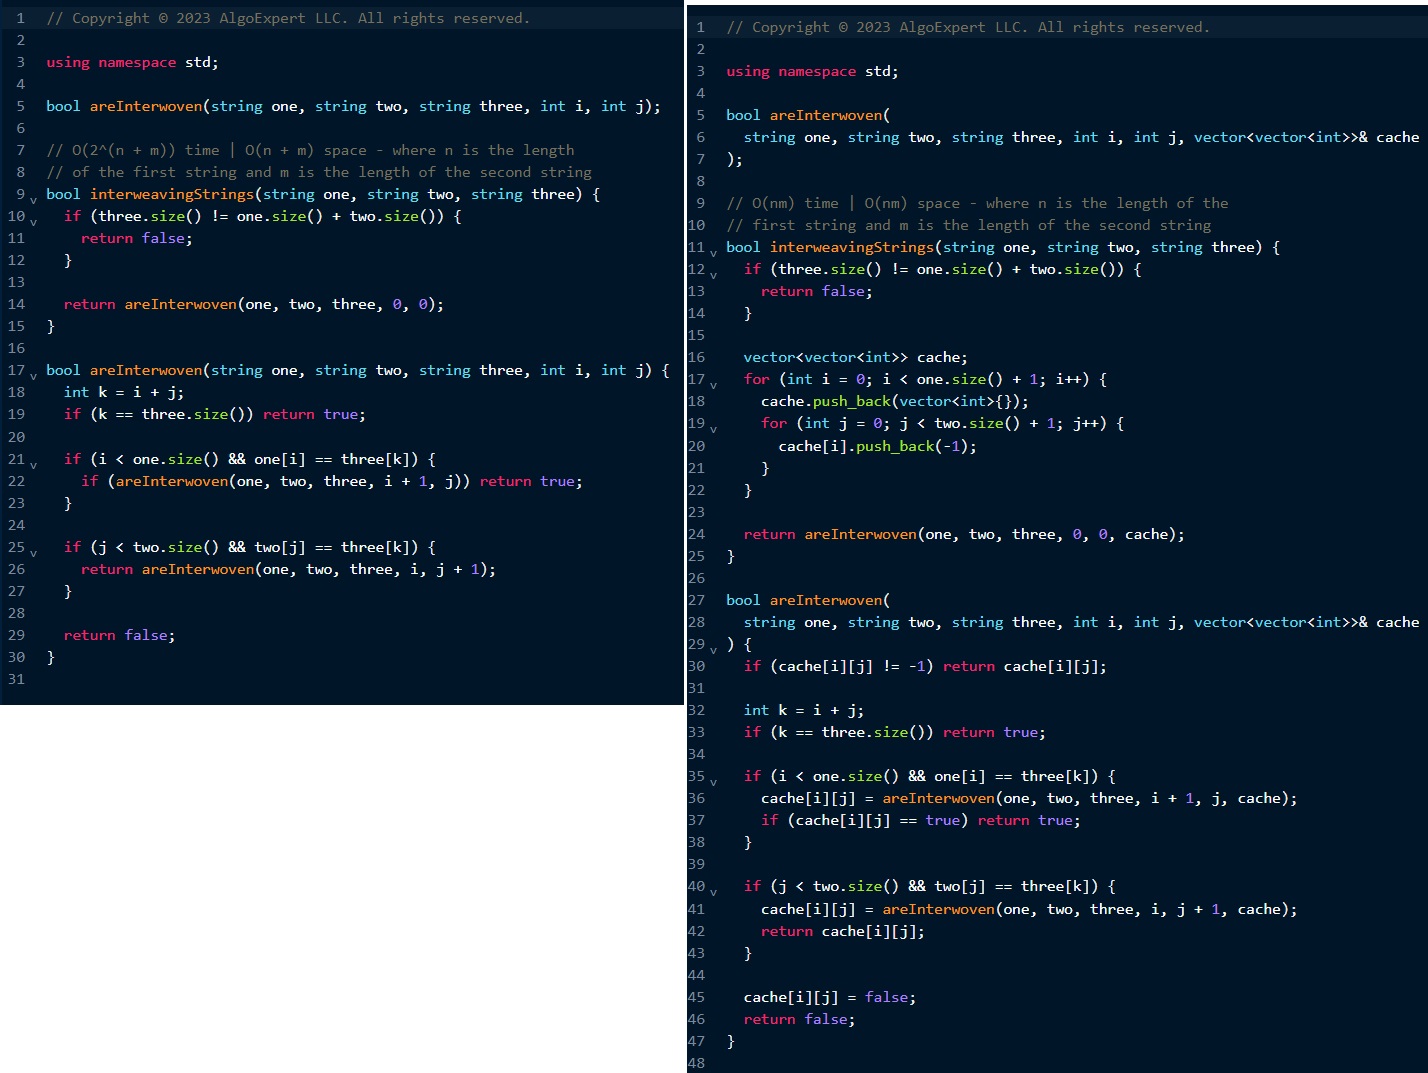 1 // Copyright © 2023 AlgoExpert LLC. All rights reserved.
2
3 using namespace std;
4
5 bool areInterwoven(string one, string two, string three, int i, int j);
6
7 // O(2^(n + m)) time | O(n + m) space - where n is the length
8 // of the first string and m is the length of the second string
9 bool interweavingStrings(string one, string two, string three) {
10   if (three.size() != one.size() + two.size()) {
11     return false;
12   }
13
14   return areInterwoven(one, two, three, 0, 0);
15 }
16
17 bool areInterwoven(string one, string two, string three, int i, int j) {
18   int k = i + j;
19   if (k == three.size()) return true;
20
21   if (i < one.size() && one[i] == three[k]) {
22     if (areInterwoven(one, two, three, i + 1, j)) return true;
23   }
24
25   if (j < two.size() && two[j] == three[k]) {
26     return areInterwoven(one, two, three, i, j + 1);
27   }
28
29   return false;
30 }
31
1 // Copyright © 2023 AlgoExpert LLC. All rights reserved.
2
3 using namespace std;
4
5 bool areInterwoven(
6   string one, string two, string three, int i, int j, vector<vector<int>>& cache
7 );
8
9 // O(nm) time | O(nm) space - where n is the length of the
10 // first string and m is the length of the second string
11 bool interweavingStrings(string one, string two, string three) {
12   if (three.size() != one.size() + two.size()) {
13     return false;
14   }
15
16   vector<vector<int>> cache;
17   for (int i = 0; i < one.size() + 1; i++) {
18     cache.push_back(vector<int>{});
19     for (int j = 0; j < two.size() + 1; j++) {
20       cache[i].push_back(-1);
21     }
22   }
23
24   return areInterwoven(one, two, three, 0, 0, cache);
25 }
26
27 bool areInterwoven(
28   string one, string two, string three, int i, int j, vector<vector<int>>& cache
29 ) {
30   if (cache[i][j] != -1) return cache[i][j];
31
32   int k = i + j;
33   if (k == three.size()) return true;
34
35   if (i < one.size() && one[i] == three[k]) {
36     cache[i][j] = areInterwoven(one, two, three, i + 1, j, cache);
37     if (cache[i][j] == true) return true;
38   }
39
40   if (j < two.size() && two[j] == three[k]) {
41     cache[i][j] = areInterwoven(one, two, three, i, j + 1, cache);
42     return cache[i][j];
43   }
44
45   cache[i][j] = false;
46   return false;
47 }
48